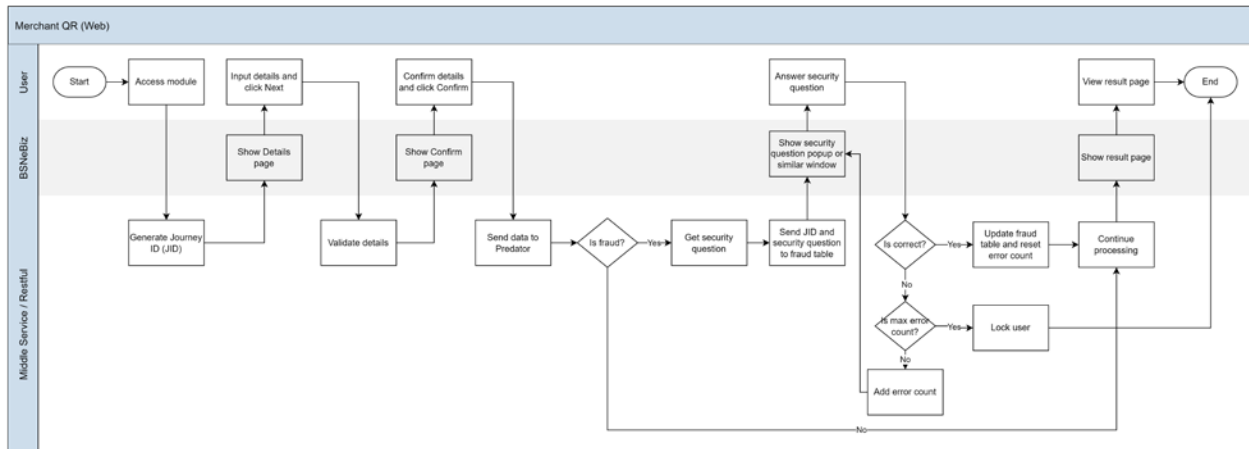 Merchant QR (Web)
User
Start
Access module
Input details and
click Next
Confirm details
and click Confirm
Answer security
question
View result page
End
BSNeBiz
Show Details
page
Show Confirm
page
Show security
question popup or
similar window
Show result page
Middle Service / Restful
Generate Journey
ID (JID)
Validate details
Send data to
Predator
Is fraud?
Yes
Get security
question
Send JID and
security question
to fraud table
Is correct?
Yes
Update fraud
table and reset
error count
Continue
processing
No
Is max error
count?
Yes
Lock user
No
Add error count
No